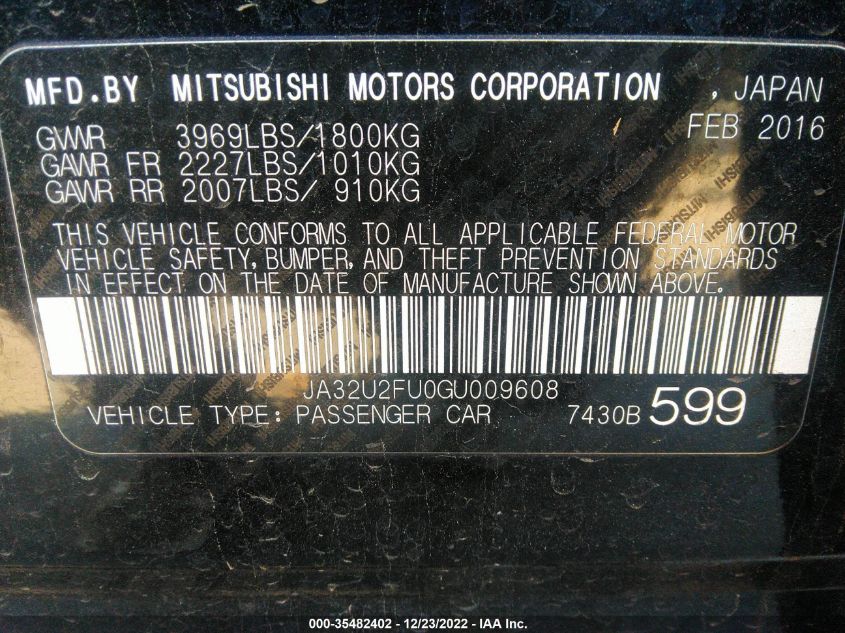 MFD.BY MITSUBISHI MOTORS CORPORATION , JAPAN
FEB 2016
GVWR 3969LBS/1800KG
GAWR FR 2227LBS/1010KG
GAWR RR 2007LBS/ 910KG
THIS VEHICLE CONFORMS TO ALL APPLICABLE FEDERAL MOTOR
VEHICLE SAFETY, BUMPER, AND THEFT PREVENTION STANDARDS
IN EFFECT ON THE DATE OF MANUFACTURE SHOWN ABOVE.
JA32U2FU0GU009608
VEHICLE TYPE: PASSENGER CAR 7430B 599
MITSUBISHI
000-35482402 - 12/23/2022 - IAA Inc.